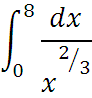 ∫₀⁸ dx / x^(2/3)